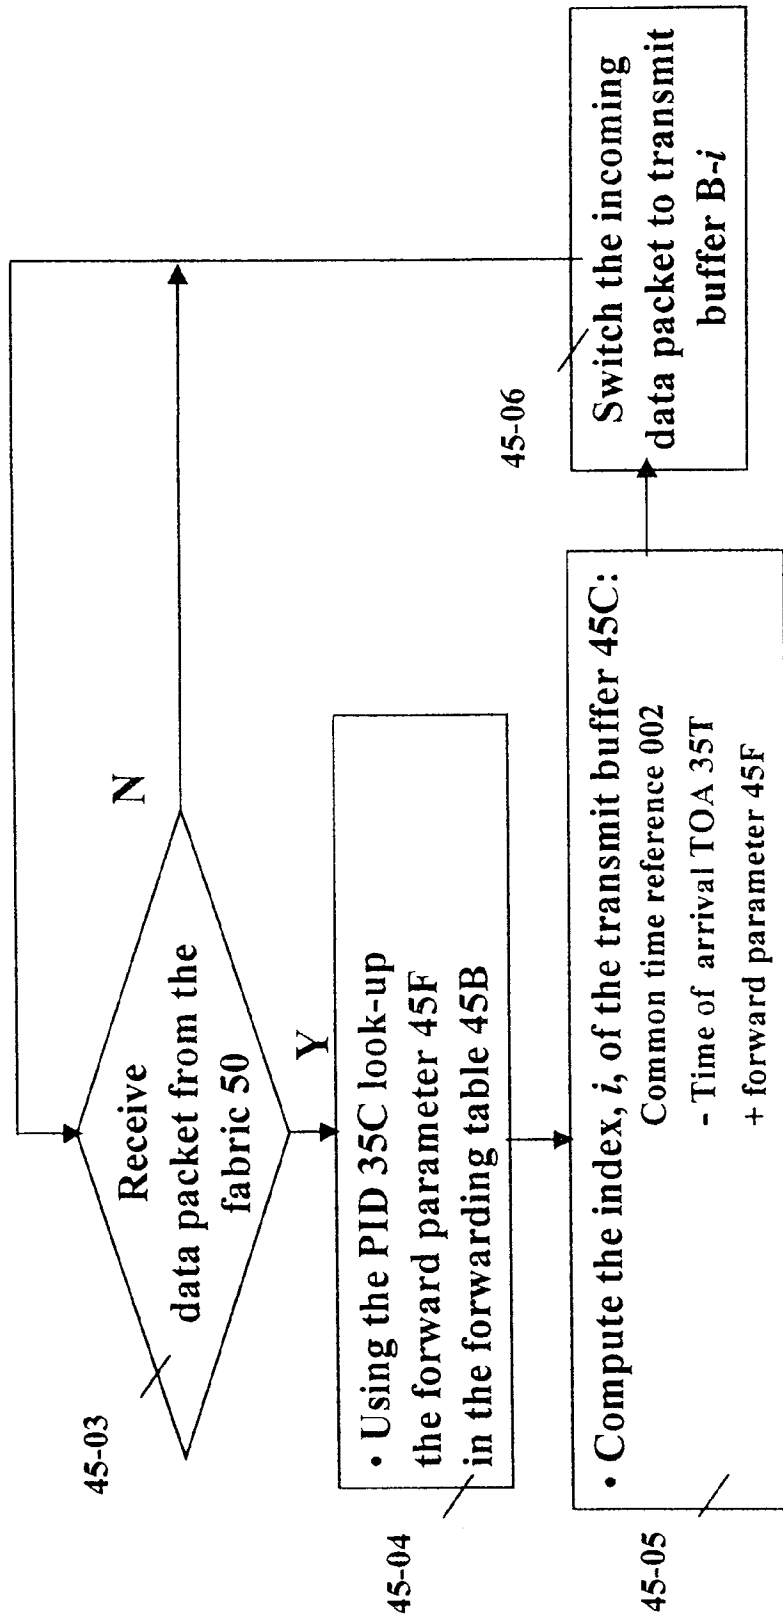 45-03
Receive
data packet from the
fabric 50
N
Y
45-04
• Using the PID 35C look-up
the forward parameter 45F
in the forwarding table 45B
45-05
• Compute the index, i, of the transmit buffer 45C:
Common time reference 002
- Time of arrival TOA 35T
+ forward parameter 45F
45-06
Switch the incoming
data packet to transmit
buffer B-i